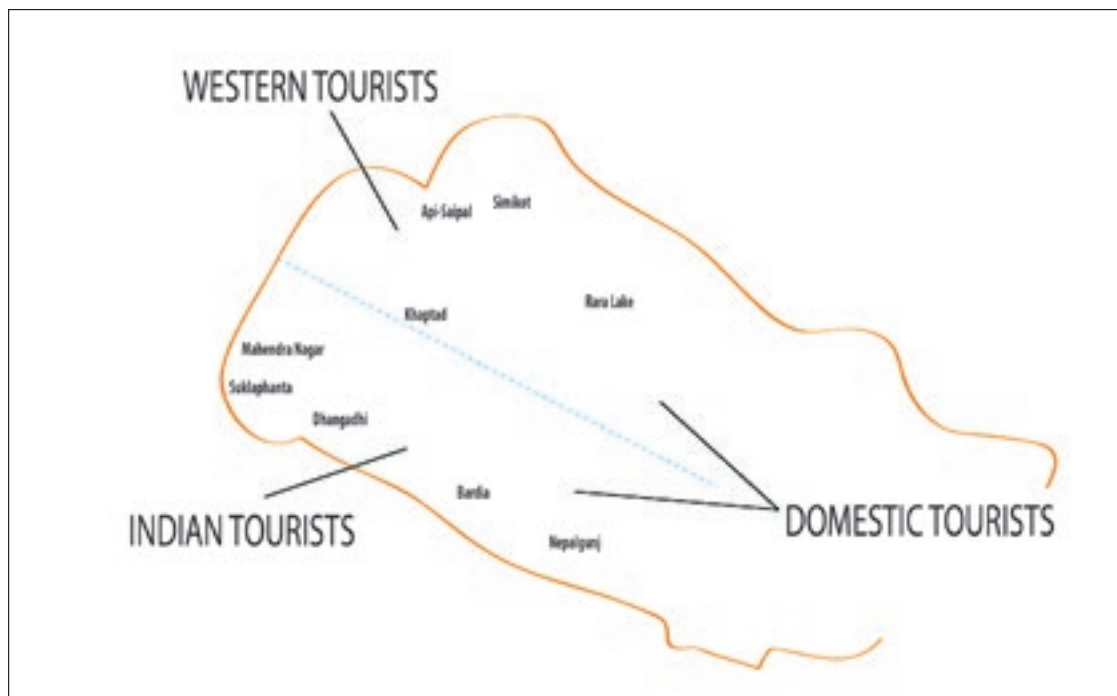 WESTERN TOURISTS
Api-Saipal
Simikot
Rara Lake
Khaptad
Mahendra Nagar
Suklaphanta
Dhangadhi
Bardia
INDIAN TOURISTS
DOMESTIC TOURISTS
Nepalganj